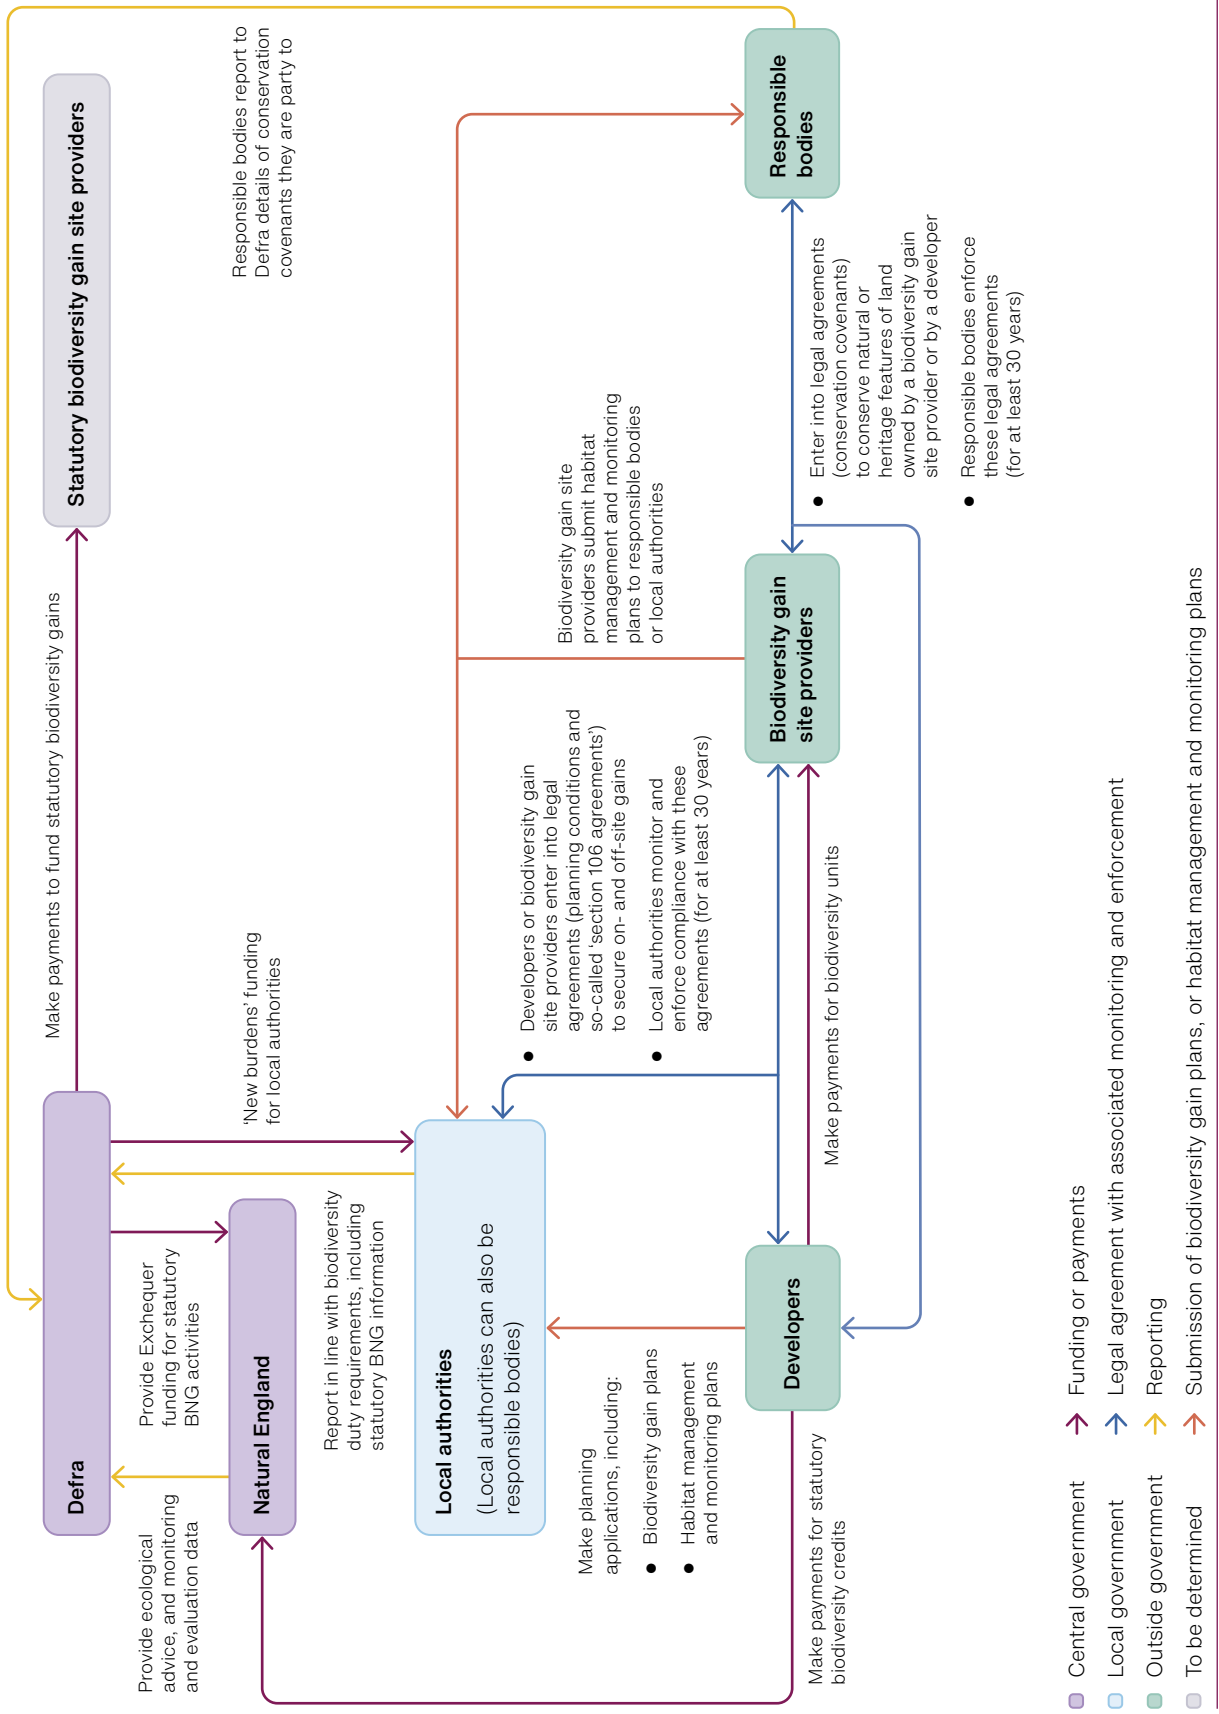 Defra
Statutory biodiversity gain site providers
Make payments to fund statutory biodiversity gains
Provide ecological
advice, and monitoring
and evaluation data
Provide Exchequer
funding for statutory
BNG activities
‘New burdens’ funding
for local authorities
Responsible bodies report to
Defra details of conservation
covenants they are party to
Natural England
Report in line with biodiversity
duty requirements, including
statutory BNG information
Local authorities
(Local authorities can also be
responsible bodies)
Make planning
applications, including:
● Biodiversity gain plans
● Habitat management
and monitoring plans
● Developers or biodiversity gain
site providers enter into legal
agreements (planning conditions and
so-called ‘section 106 agreements’)
to secure on- and off-site gains
● Local authorities monitor and
enforce compliance with these
agreements (for at least 30 years)
Biodiversity gain site
providers submit habitat
management and monitoring
plans to responsible bodies
or local authorities
Developers
Biodiversity gain
site providers
Responsible
bodies
Make payments for statutory
biodiversity credits
Make payments for biodiversity units
● Enter into legal agreements
(conservation covenants)
to conserve natural or
heritage features of land
owned by a biodiversity gain
site provider or by a developer
● Responsible bodies enforce
these legal agreements
(for at least 30 years)
Central government
Local government
Outside government
To be determined
Funding or payments
Legal agreement with associated monitoring and enforcement
Reporting
Submission of biodiversity gain plans, or habitat management and monitoring plans